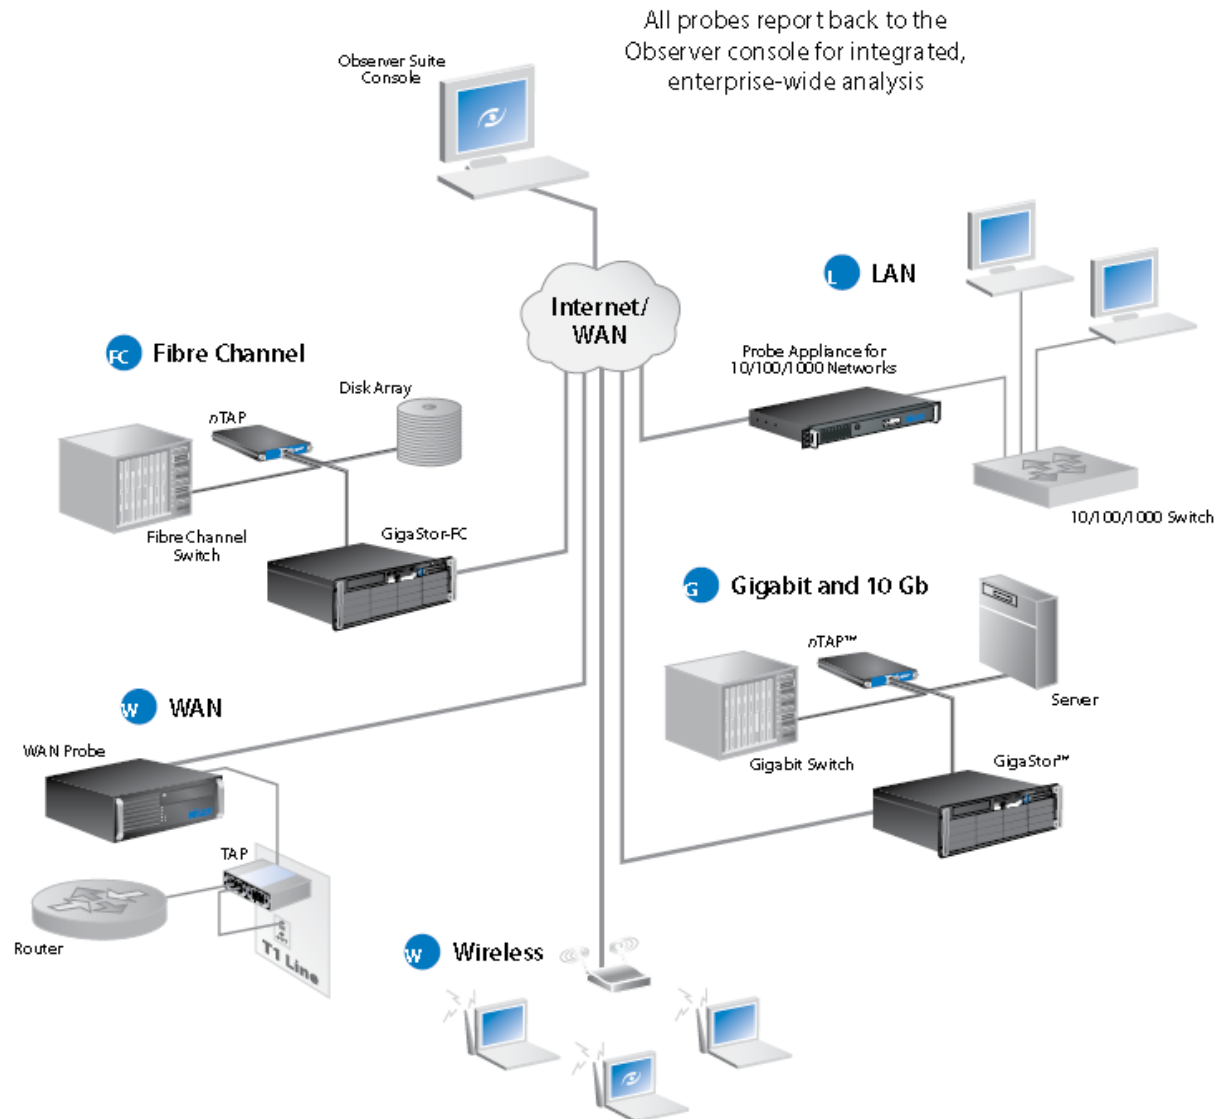 All probes report back to the
Observer console for integrated,
enterprise-wide analysis
Observer Suite
Console
Internet/
WAN
L LAN
Probe Appliance for
10/100/1000 Networks
10/100/1000 Switch
FC Fibre Channel
Disk Array
nTAP
Fibre Channel
Switch
GigaStor-FC
G Gigabit and 10 Gb
nTAP™
Server
Gigabit Switch
GigaStor™
W WAN
WAN Probe
TAP
Router
T1 Line
W Wireless